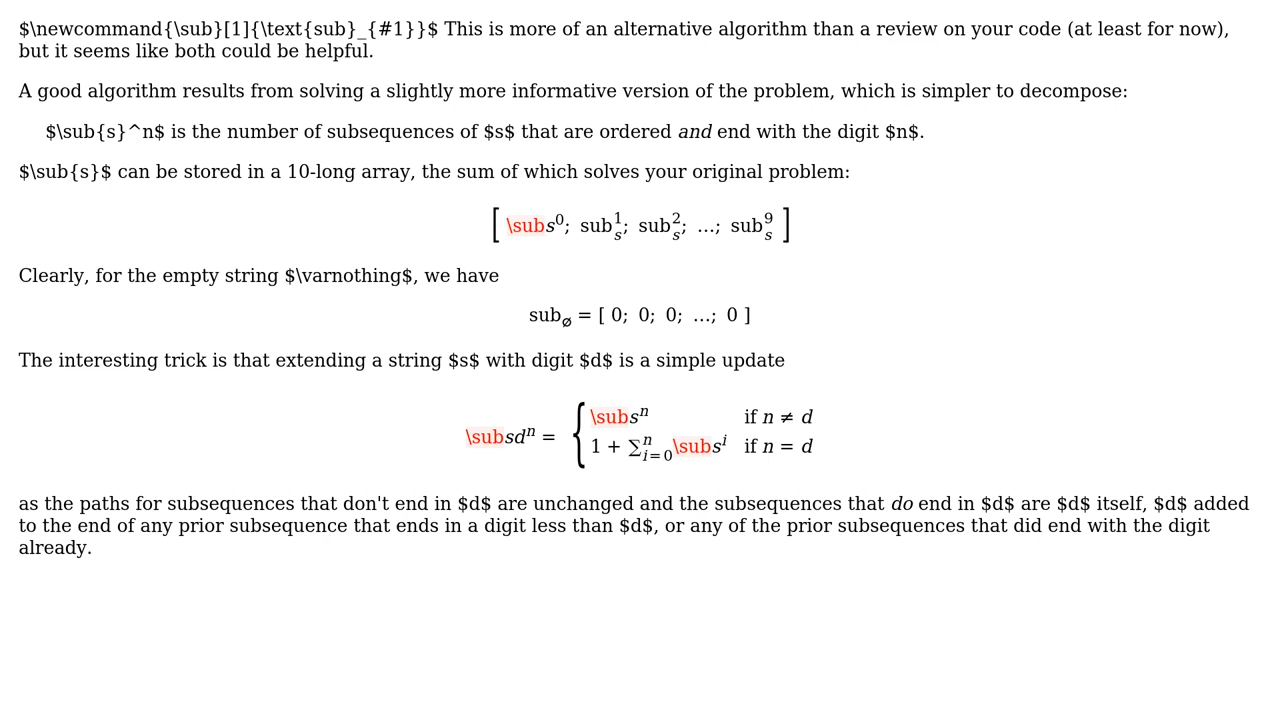 $\newcommand{\sub}[1]{\text{sub}_{#1}}$ This is more of an alternative algorithm than a review on your code (at least for now),
but it seems like both could be helpful.
A good algorithm results from solving a slightly more informative version of the problem, which is simpler to decompose:
$\sub{s}^n$ is the number of subsequences of $s$ that are ordered and end with the digit $n$.
$\sub{s}$ can be stored in a 10-long array, the sum of which solves your original problem:
[ \subs⁰; sub¹ₛ; sub²ₛ; …; sub⁹ₛ ]
Clearly, for the empty string $\varnothing$, we have
sub_∅ = [ 0; 0; 0; …; 0 ]
The interesting trick is that extending a string $s$ with digit $d$ is a simple update
\subsdⁿ = { \subsⁿ if n ≠ d
1 + ∑ⁿᵢ₌₀\subsⁱ if n = d
as the paths for subsequences that don't end in $d$ are unchanged and the subsequences that do end in $d$ are $d$ itself, $d$ added
to the end of any prior subsequence that ends in a digit less than $d$, or any of the prior subsequences that did end with the digit
already.